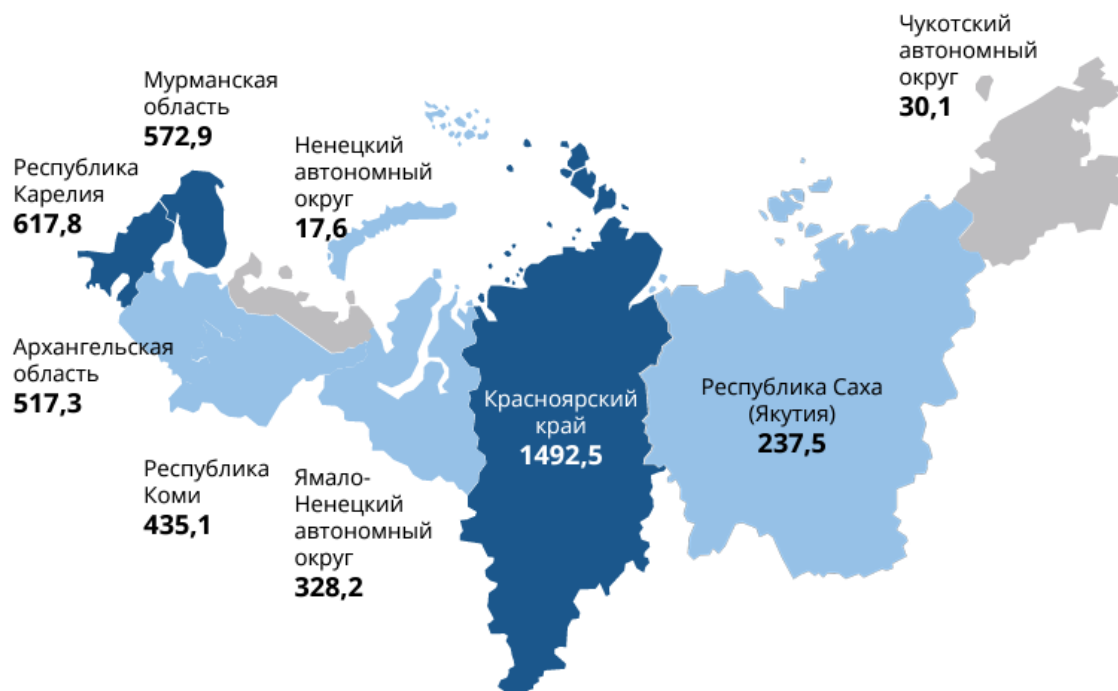 Чукотский
автономный
округ
30,1
Мурманская
область
572,9
Ненецкий
автономный
округ
17,6
Республика
Карелия
617,8
Архангельская
область
517,3
Красноярский
край
1492,5
Республика Саха
(Якутия)
237,5
Республика
Коми
435,1
Ямало-
Ненецкий
автономный
округ
328,2